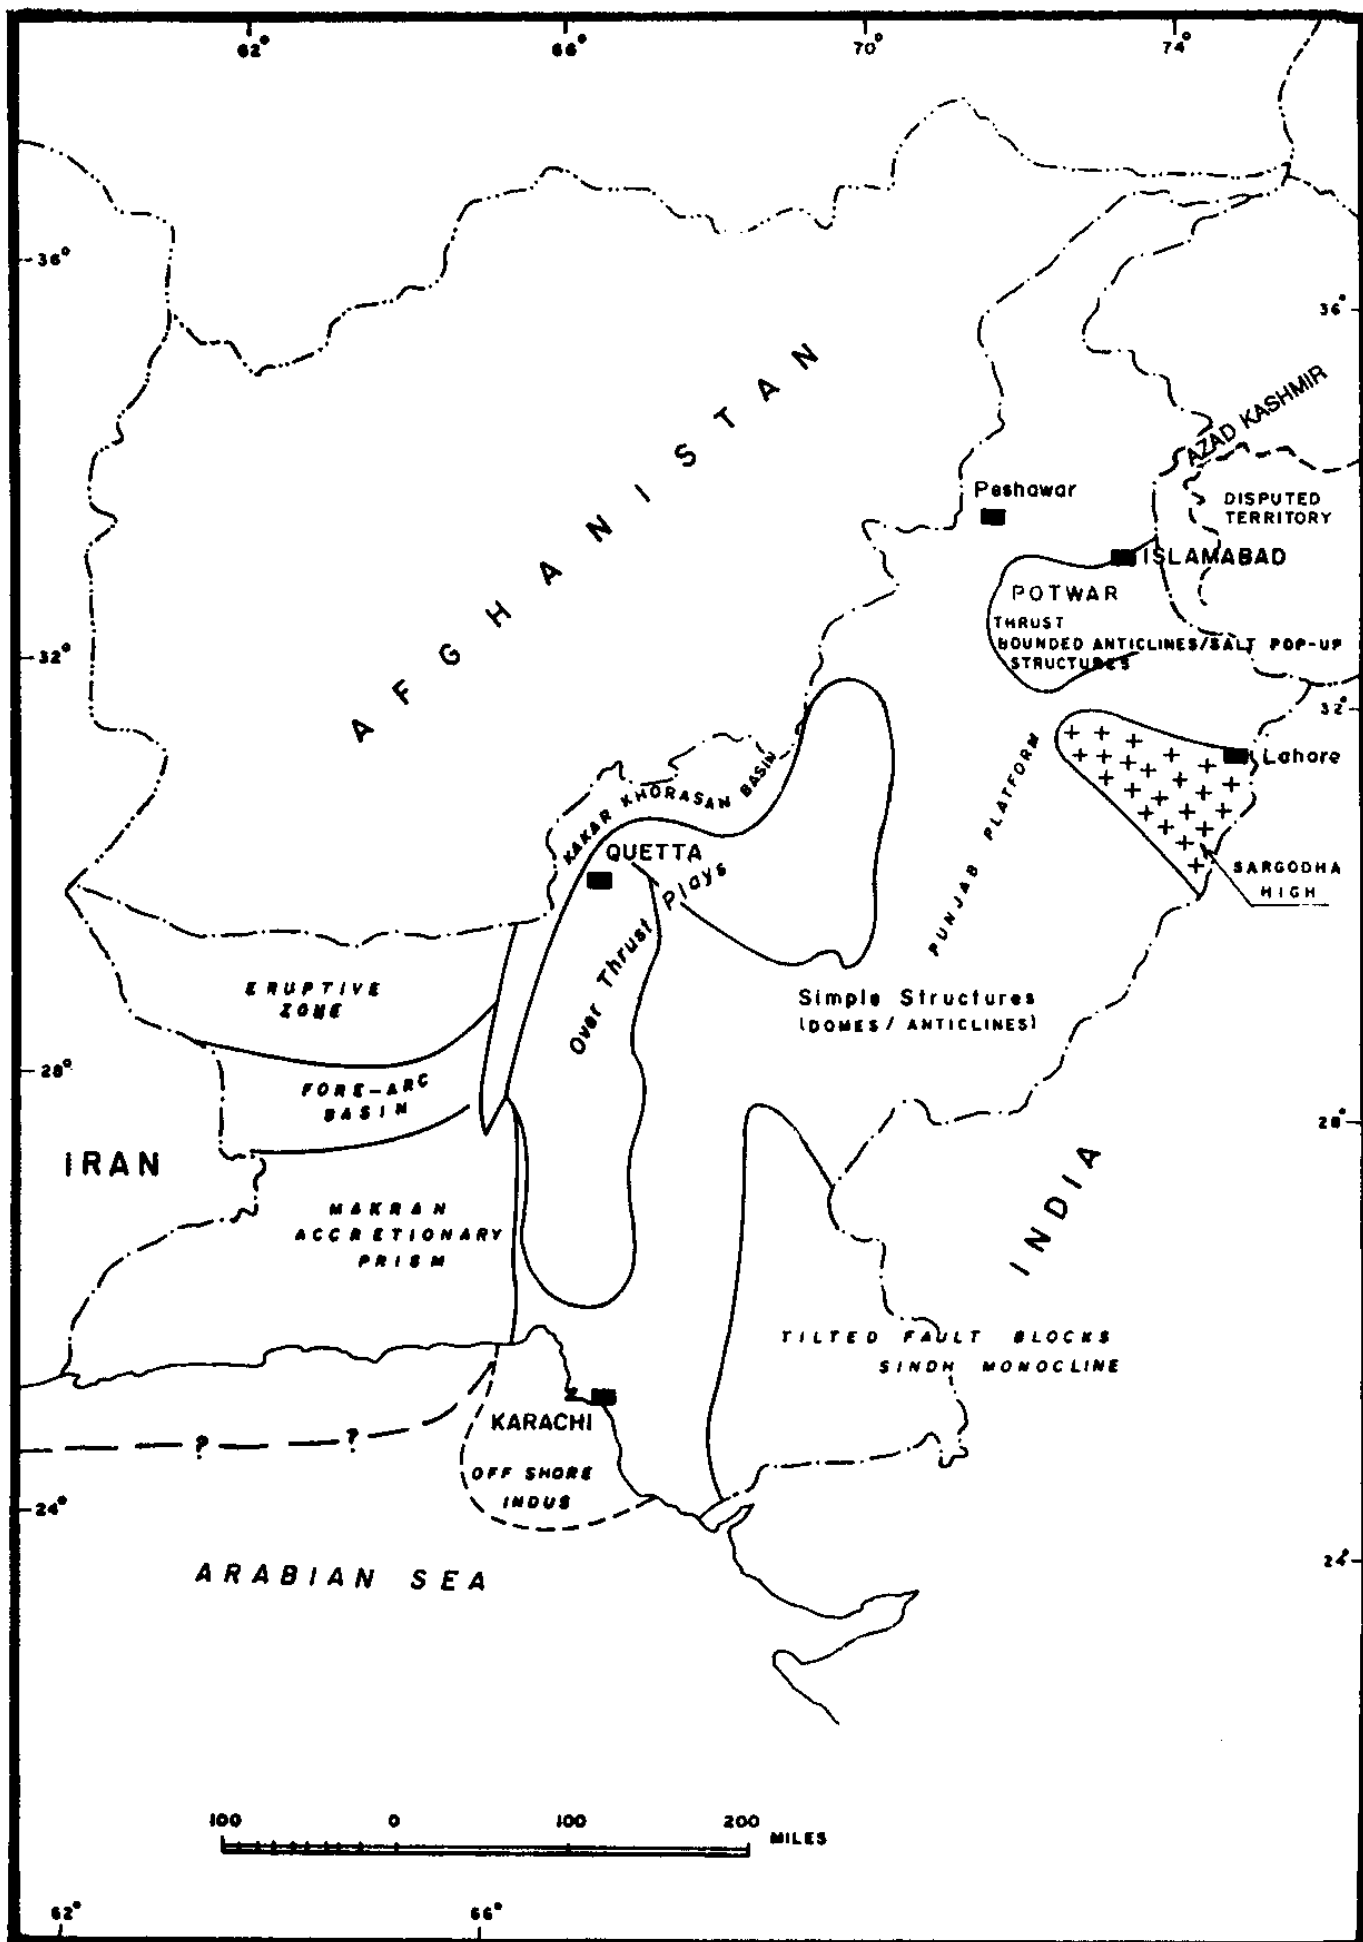 62°
66°
70°
74°
36°
36°
AFGHANISTAN
AZAD KASHMIR
Peshawar
DISPUTED
TERRITORY
ISLAMABAD
POTWAR
THRUST
BOUNDED ANTICLINES/SALT POP-UP
STRUCTURES
32°
32°
Lahore
PUNJAB PLATFORM
KAKAR KHORASAN BASIN
QUETTA
Over Thrust Plays
SARGODHA
HIGH
ERUPTIVE
ZONE
Simple Structures
(DOMES / ANTICLINES)
28°
FORE-ARC
BASIN
28°
IRAN
INDIA
MAKRAN
ACCRETIONARY
PRISM
TILTED FAULT BLOCKS
SINDH MONOCLINE
KARACHI
? ?
OFF SHORE
INDUS
24°
24°
ARABIAN SEA
100 0 100 200 MILES
62°
66°